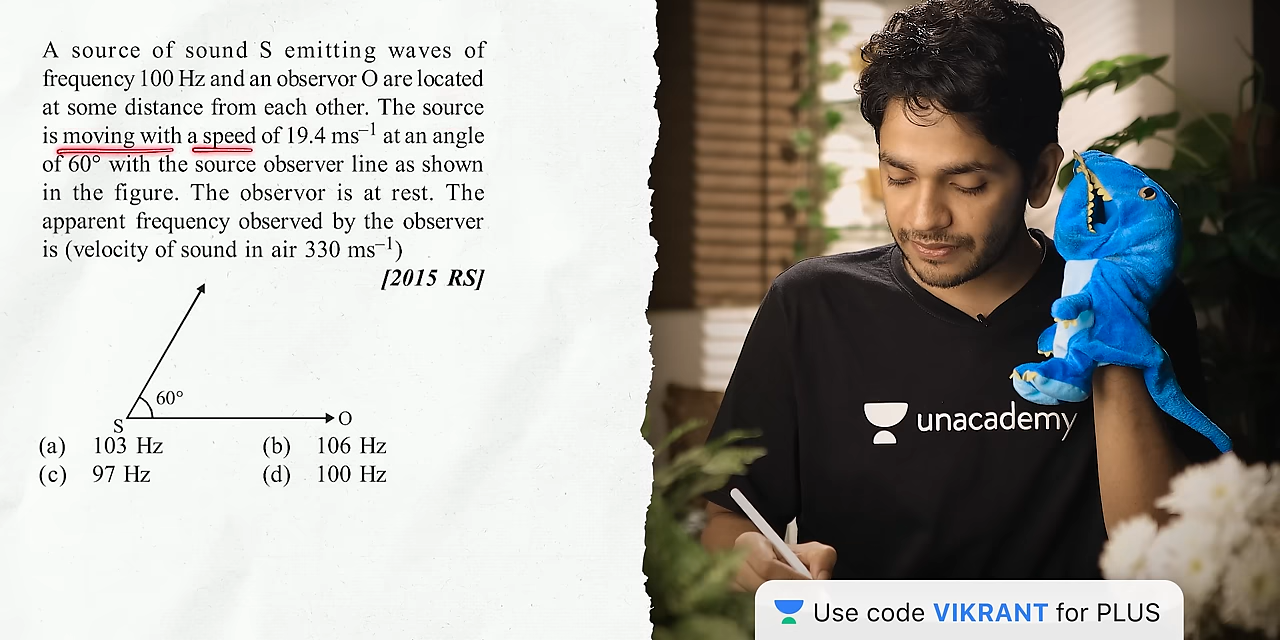 A source of sound S emitting waves of
frequency 100 Hz and an observor O are located
at some distance from each other. The source
is moving with a speed of 19.4 ms⁻¹ at an angle
of 60° with the source observer line as shown
in the figure. The observor is at rest. The
apparent frequency observed by the observer
is (velocity of sound in air 330 ms⁻¹)
[2015 RS]
60°
S
O
(a) 103 Hz (b) 106 Hz
(c) 97 Hz (d) 100 Hz
unacademy
Use code VIKRANT for PLUS